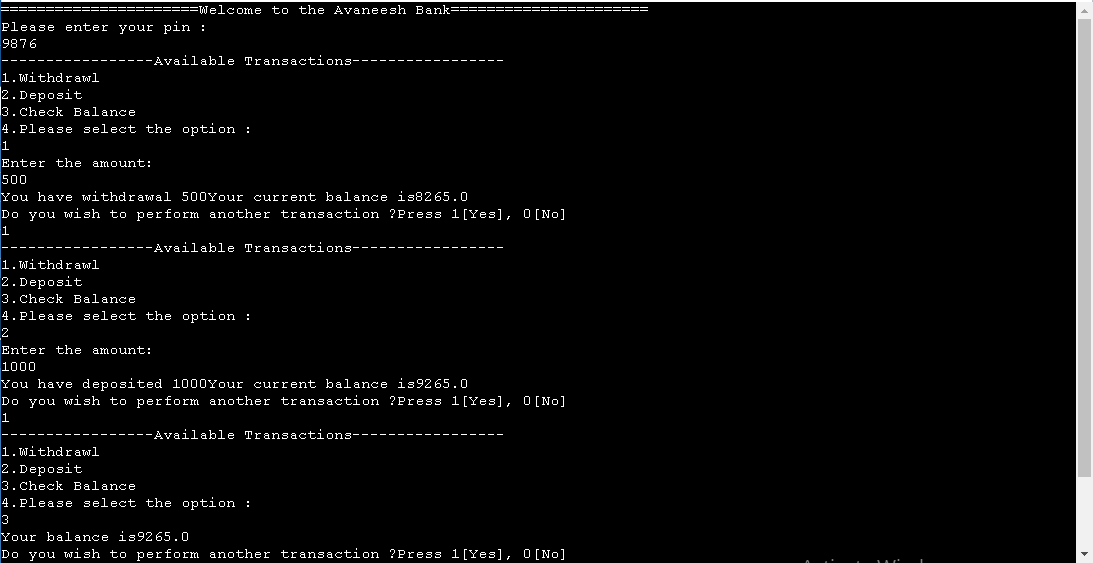 ======================Welcome to the Avaneesh Bank======================
Please enter your pin :
9876
-----------------Available Transactions-----------------
1.Withdrawl
2.Deposit
3.Check Balance
4.Please select the option :
1
Enter the amount:
500
You have withdrawal 500Your current balance is8265.0
Do you wish to perform another transaction ?Press 1[Yes], 0[No]
1
-----------------Available Transactions-----------------
1.Withdrawl
2.Deposit
3.Check Balance
4.Please select the option :
2
Enter the amount:
1000
You have deposited 1000Your current balance is9265.0
Do you wish to perform another transaction ?Press 1[Yes], 0[No]
1
-----------------Available Transactions-----------------
1.Withdrawl
2.Deposit
3.Check Balance
4.Please select the option :
3
Your balance is9265.0
Do you wish to perform another transaction ?Press 1[Yes], 0[No]